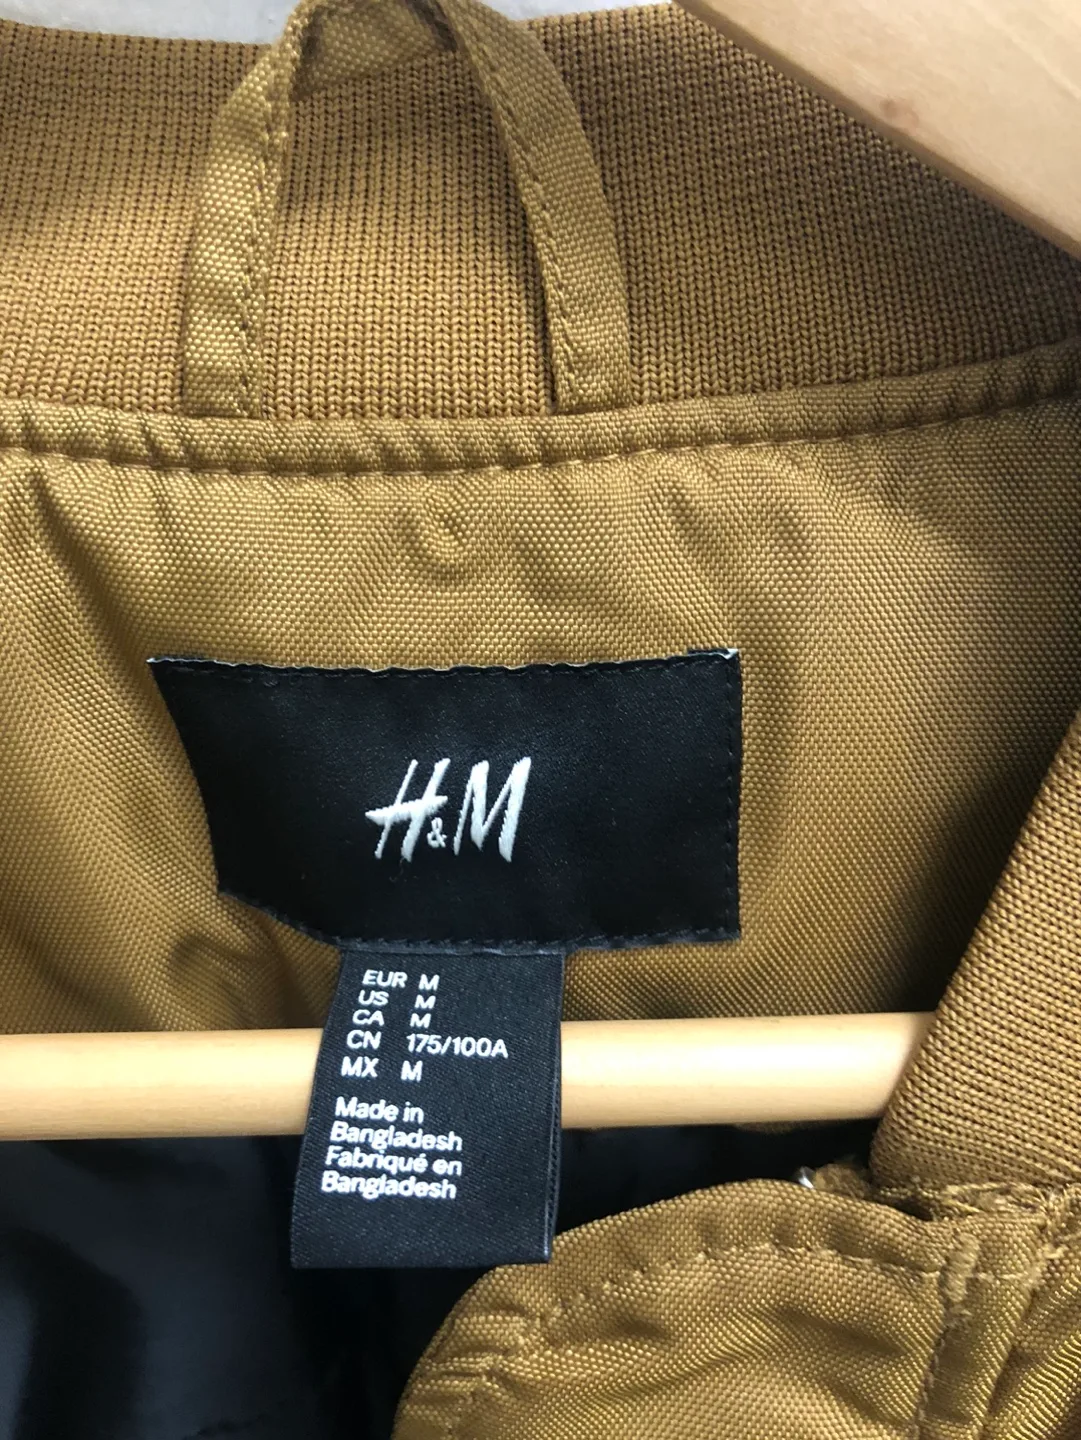 H&M
EUR M
US M
CA M
CN 175/100A
MX M
Made in
Bangladesh
Fabriqué en
Bangladesh